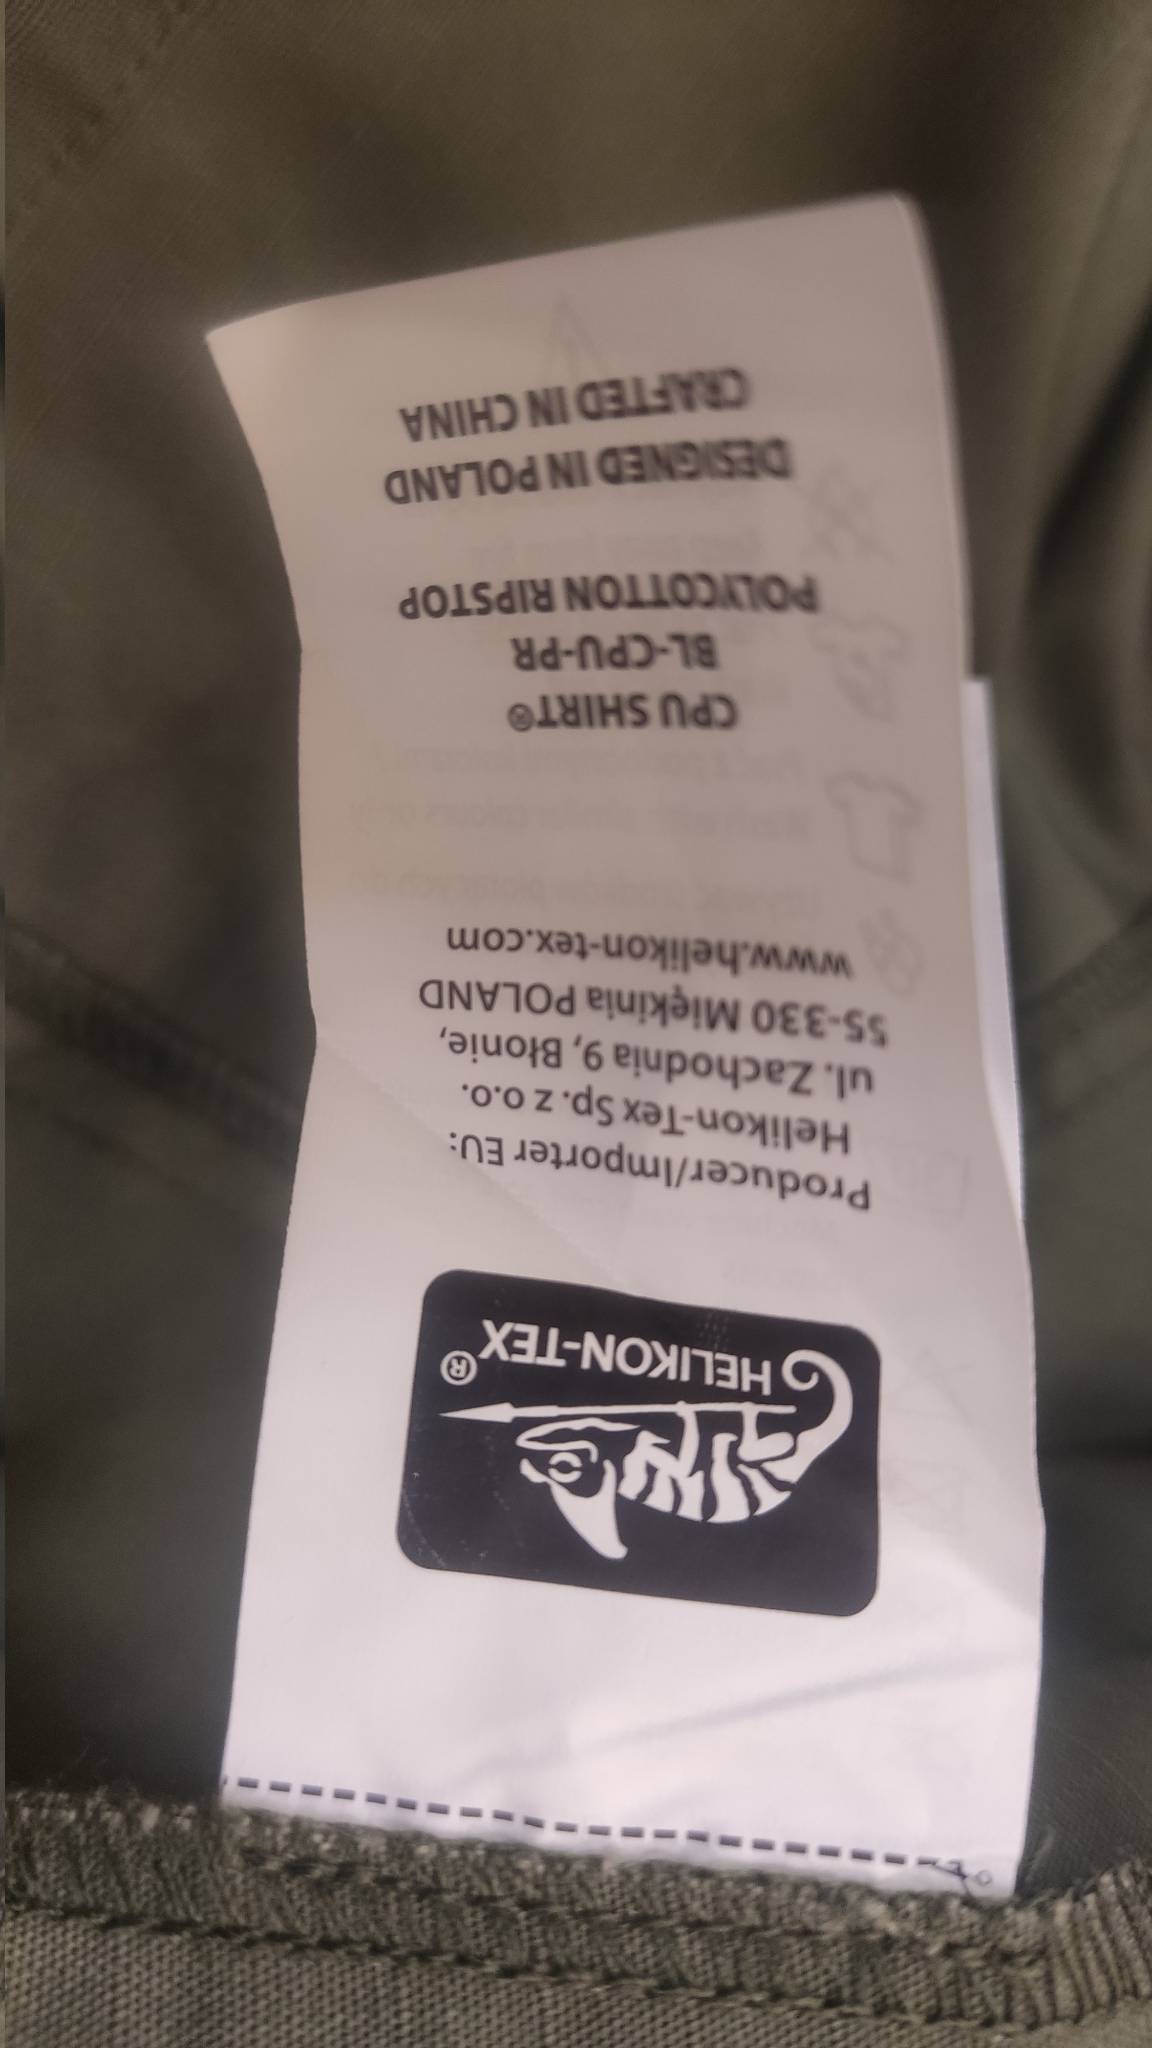 HELIKON-TEX®
Producer/Importer EU:
Helikon-Tex Sp. z o.o.
ul. Zachodnia 9, Błonie,
55-330 Miękinia POLAND
www.helikon-tex.com
CPU SHIRT®
BL-CPU-PR
POLYCOTTON RIPSTOP
DESIGNED IN POLAND
CRAFTED IN CHINA